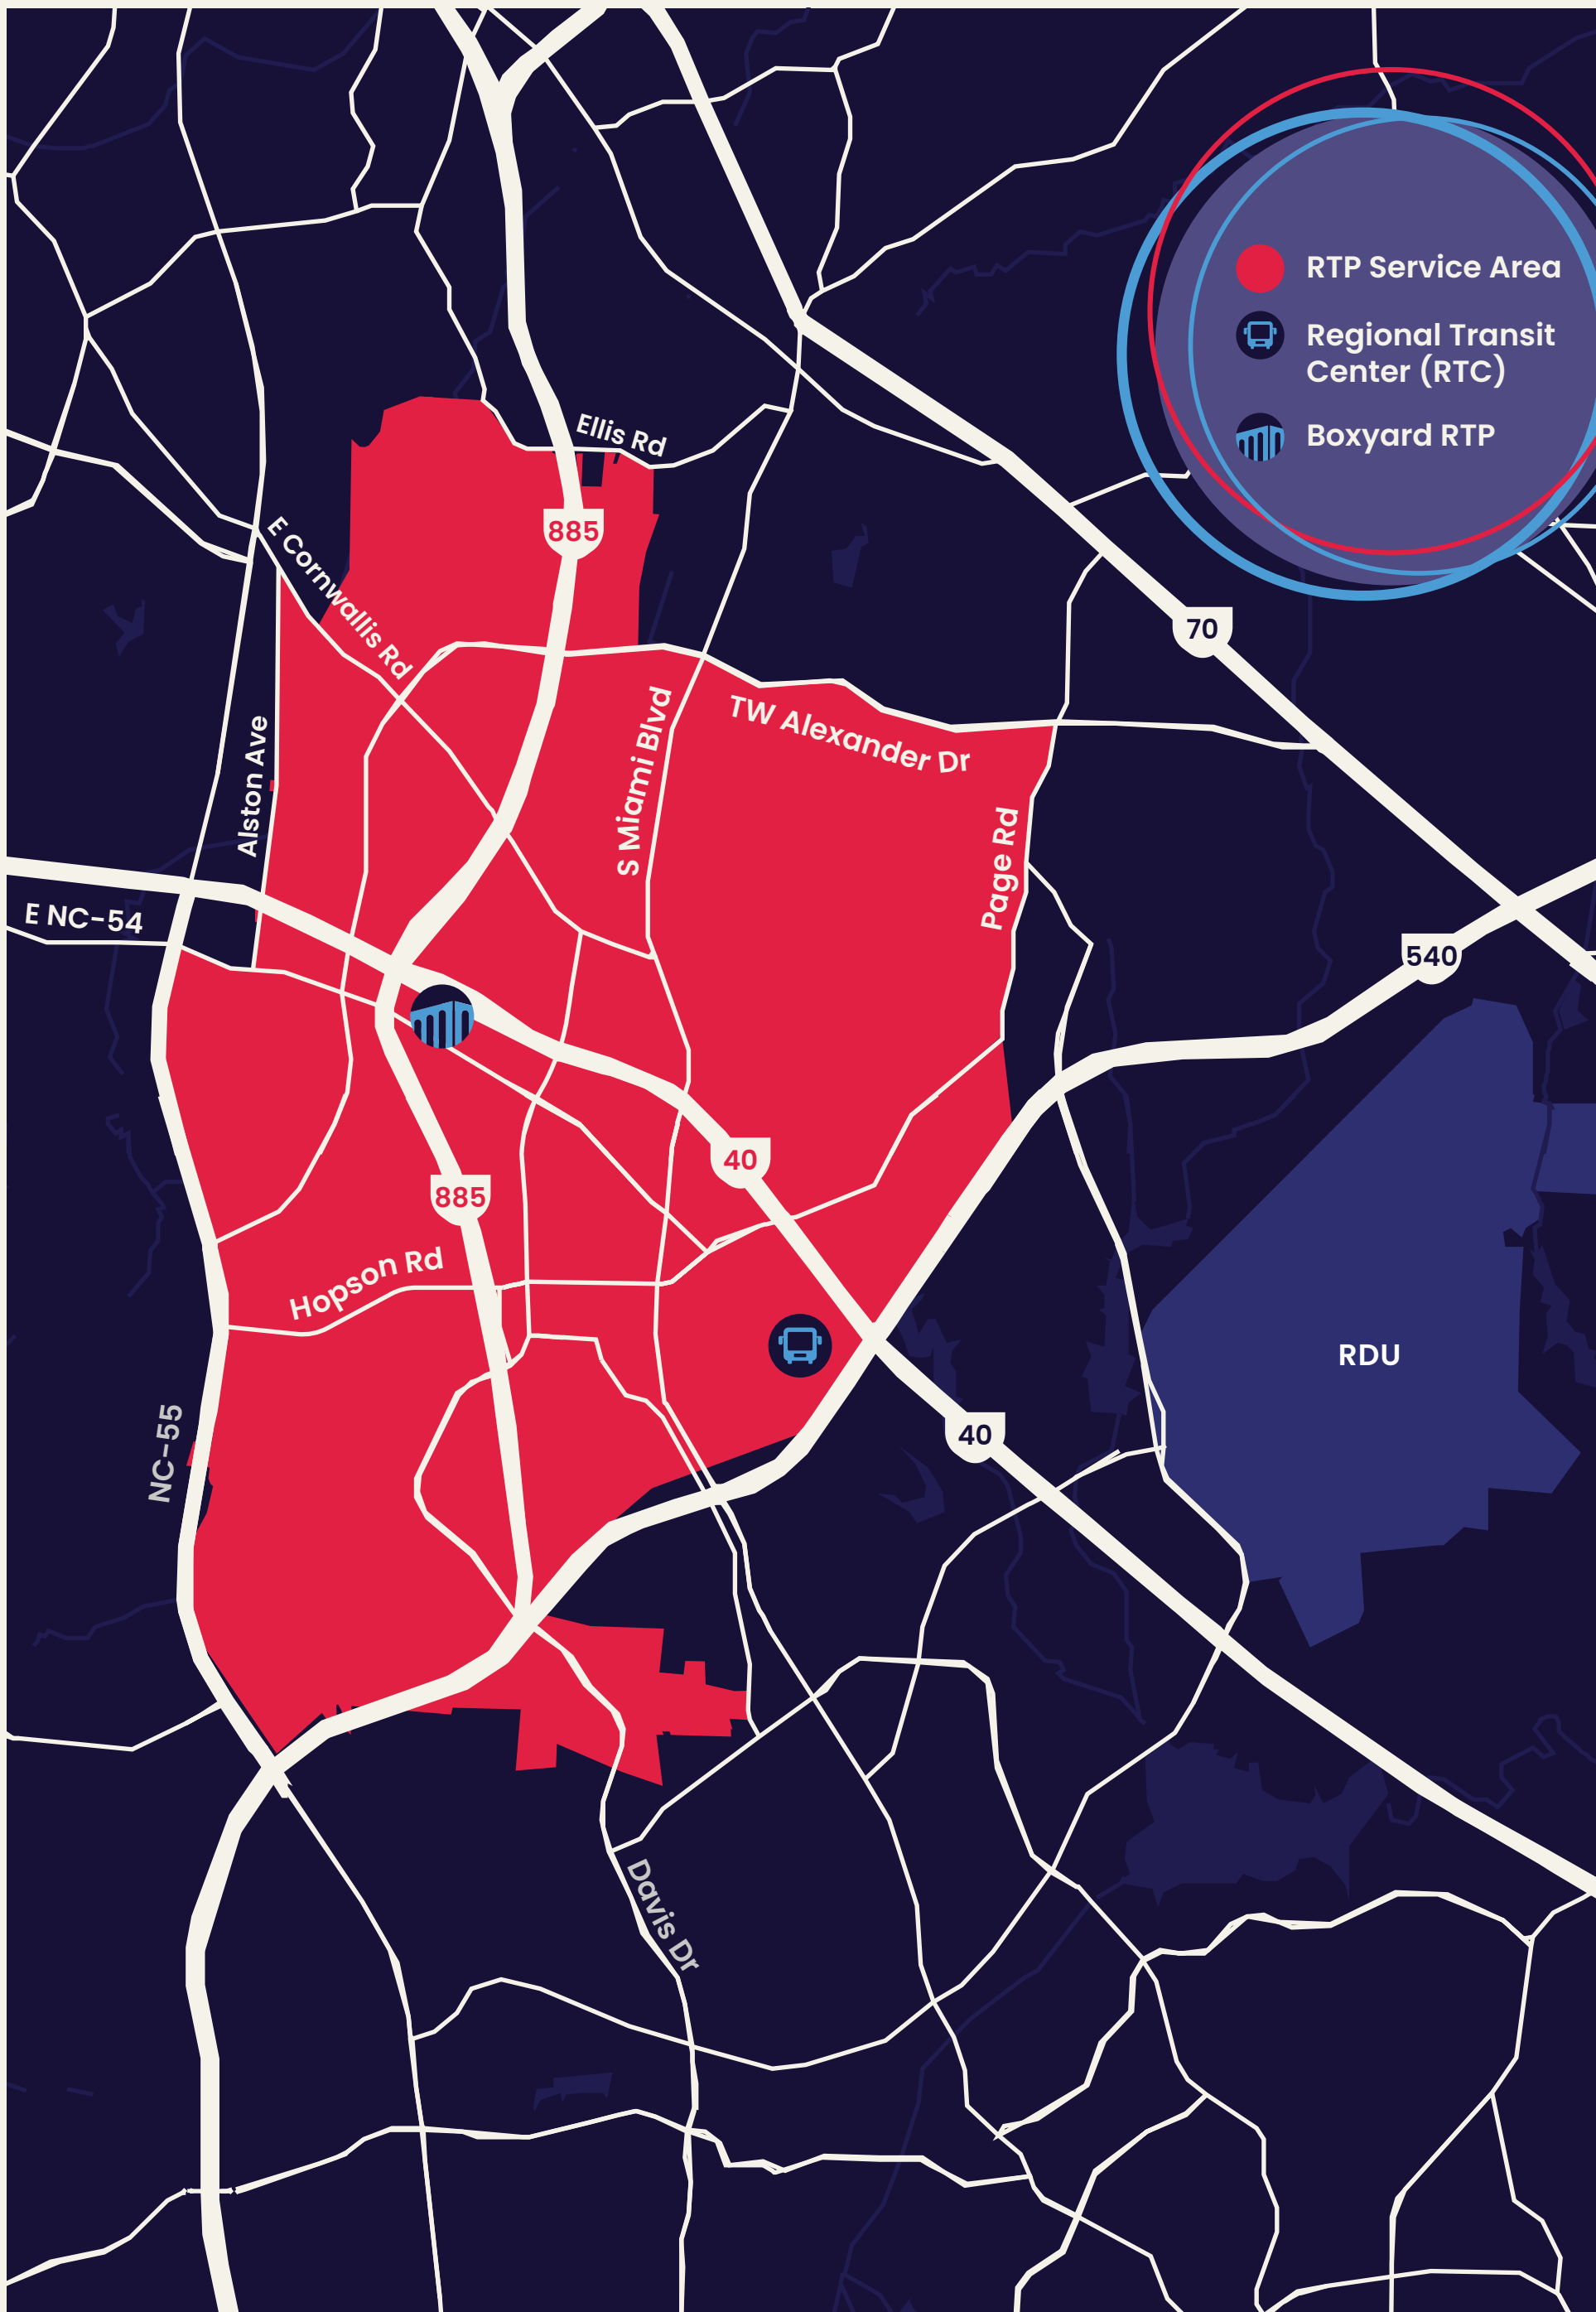 RTP Service Area
Regional Transit
Center (RTC)
Boxyard RTP
Ellis Rd
885
E Cornwallis Rd
70
S Miami Blvd
TW Alexander Dr
Alston Ave
Page Rd
E NC-54
540
40
885
Hopson Rd
RDU
NC-55
40
Davis Dr